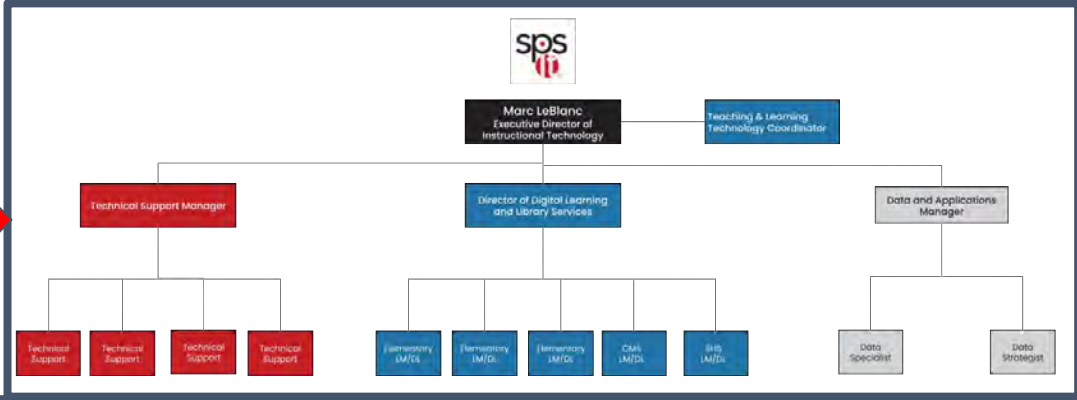 sps
it
Marc LeBlanc
Executive Director of
Instructional Technology
Teaching & Learning
Technology Coordinator
Technical Support Manager
Director of Digital Learning
and Library Services
Data and Applications
Manager
Technical
Support
Technical
Support
Technical
Support
Technical
Support
Elementary
LM/DL
Elementary
LM/DL
Elementary
LM/DL
OMS
LM/DL
SHS
LM/DL
Data
Specialist
Data
Strategist